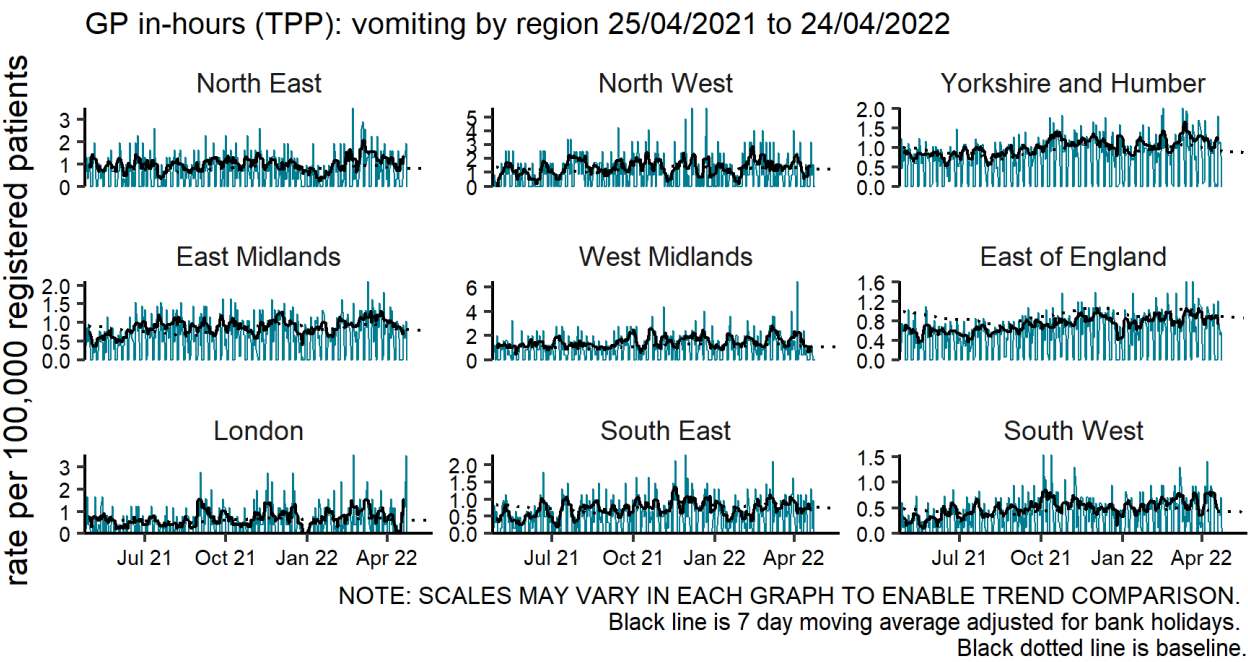 GP in-hours (TPP): vomiting by region 25/04/2021 to 24/04/2022
rate per 100,000 registered patients
North East
3
2
1
0
North West
5
4
3
2
1
0
Yorkshire and Humber
2.0
1.5
1.0
0.5
0.0
East Midlands
2.0
1.5
1.0
0.5
0.0
West Midlands
6
4
2
0
East of England
1.6
1.2
0.8
0.4
0.0
London
3
2
1
0
Jul 21 Oct 21 Jan 22 Apr 22
South East
2.0
1.5
1.0
0.5
0.0
Jul 21 Oct 21 Jan 22 Apr 22
South West
1.5
1.0
0.5
0.0
Jul 21 Oct 21 Jan 22 Apr 22
NOTE: SCALES MAY VARY IN EACH GRAPH TO ENABLE TREND COMPARISON.
Black line is 7 day moving average adjusted for bank holidays.
Black dotted line is baseline.